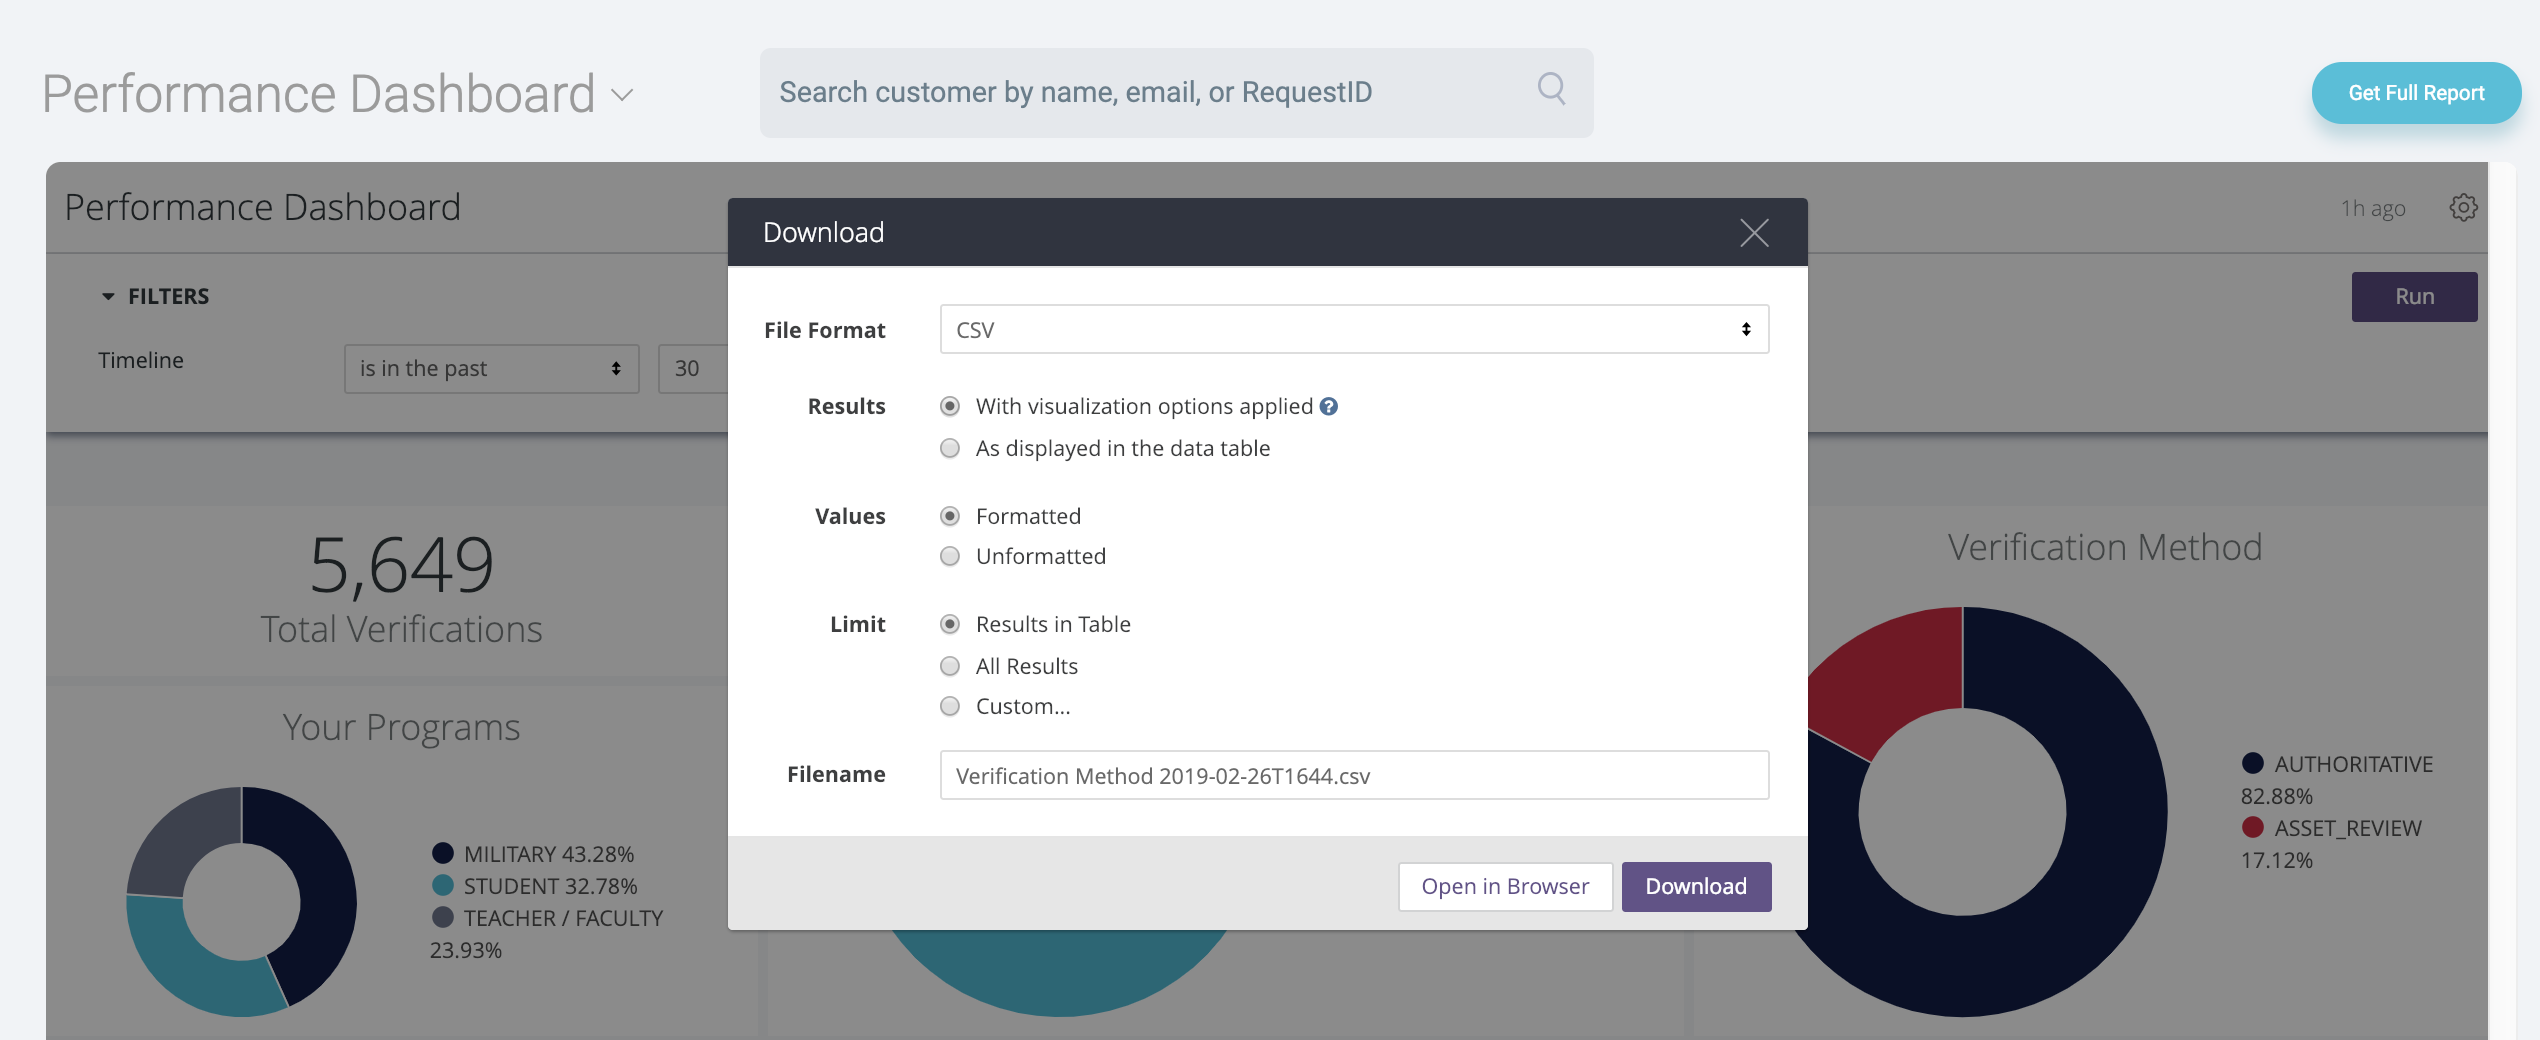 Performance Dashboard
Search customer by name, email, or RequestID
Get Full Report
Performance Dashboard
1h ago
FILTERS
Run
Timeline
is in the past
30
Download
File Format
CSV
Results
With visualization options applied ?
As displayed in the data table
Values
Formatted
Unformatted
Limit
Results in Table
All Results
Custom...
Filename
Verification Method 2019-02-26T1644.csv
Open in Browser
Download
5,649
Total Verifications
Your Programs
MILITARY 43.28%
STUDENT 32.78%
TEACHER / FACULTY
23.93%
Verification Method
AUTHORITATIVE
82.88%
ASSET_REVIEW
17.12%